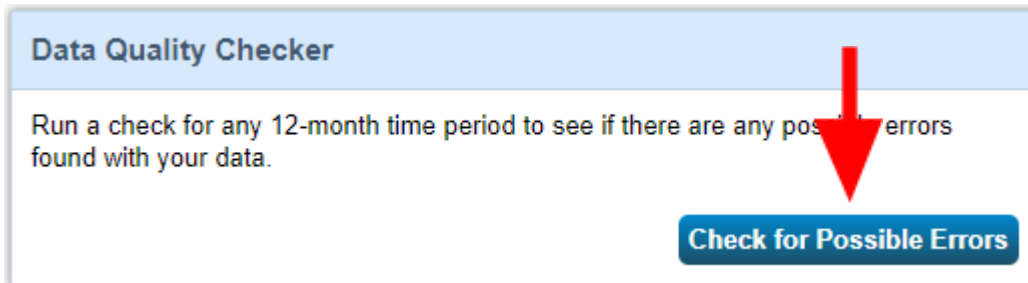 Data Quality Checker
Run a check for any 12-month time period to see if there are any errors
found with your data.
Check for Possible Errors